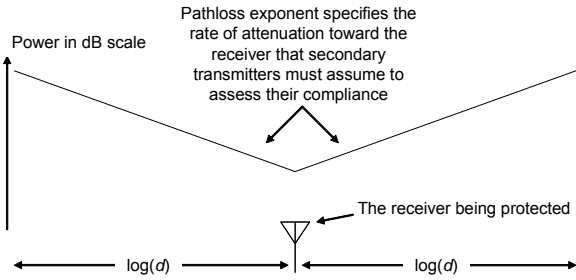 Pathloss exponent specifies the
rate of attenuation toward the
receiver that secondary
transmitters must assume to
assess their compliance
Power in dB scale
The receiver being protected
log(d)
log(d)